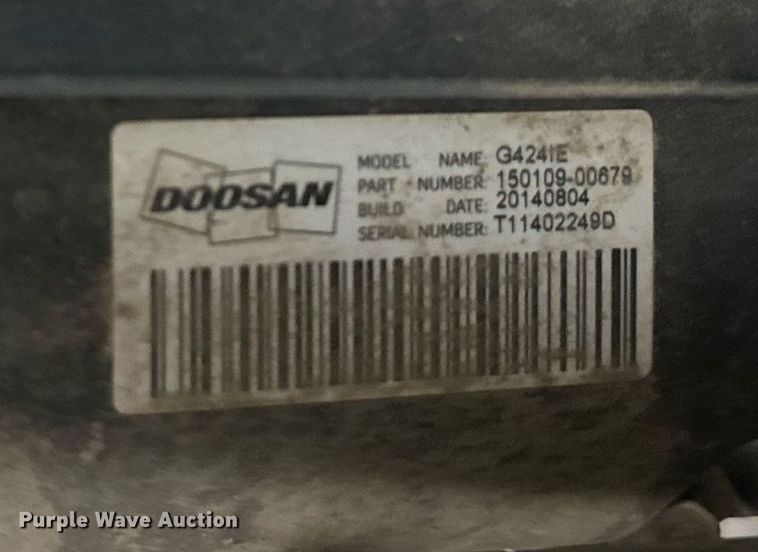 DOOSAN
MODEL NAME: G424IE
PART NUMBER: 150109-00679
BUILD DATE: 20140804
SERIAL NUMBER: T11402249D
Purple Wave Auction